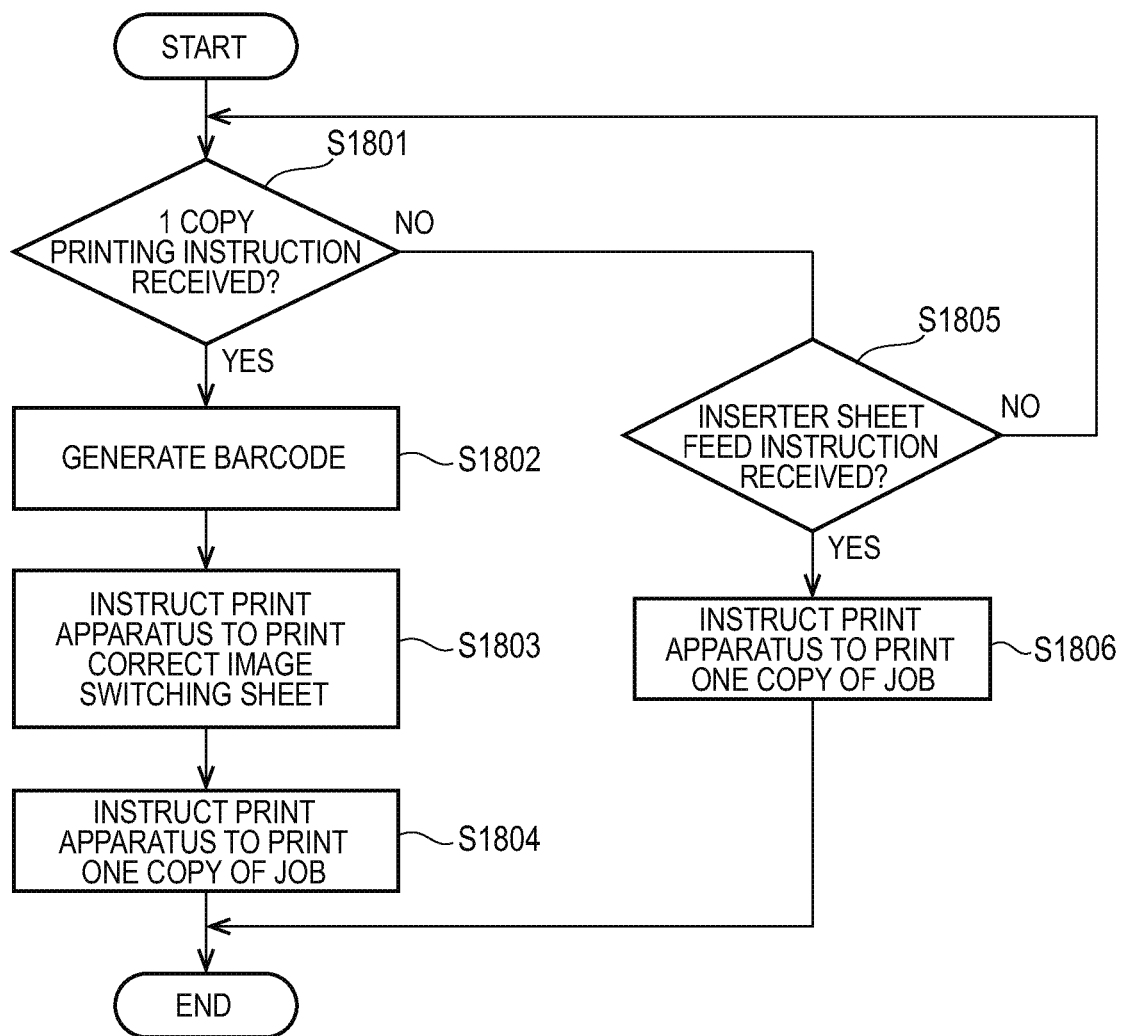 START
S1801
1 COPY
PRINTING INSTRUCTION
RECEIVED?
NO
YES
S1805
INSERTER SHEET
FEED INSTRUCTION
RECEIVED?
NO
YES
GENERATE BARCODE
S1802
INSTRUCT PRINT
APPARATUS TO PRINT
CORRECT IMAGE
SWITCHING SHEET
S1803
INSTRUCT PRINT
APPARATUS TO PRINT
ONE COPY OF JOB
S1806
INSTRUCT PRINT
APPARATUS TO PRINT
ONE COPY OF JOB
S1804
END